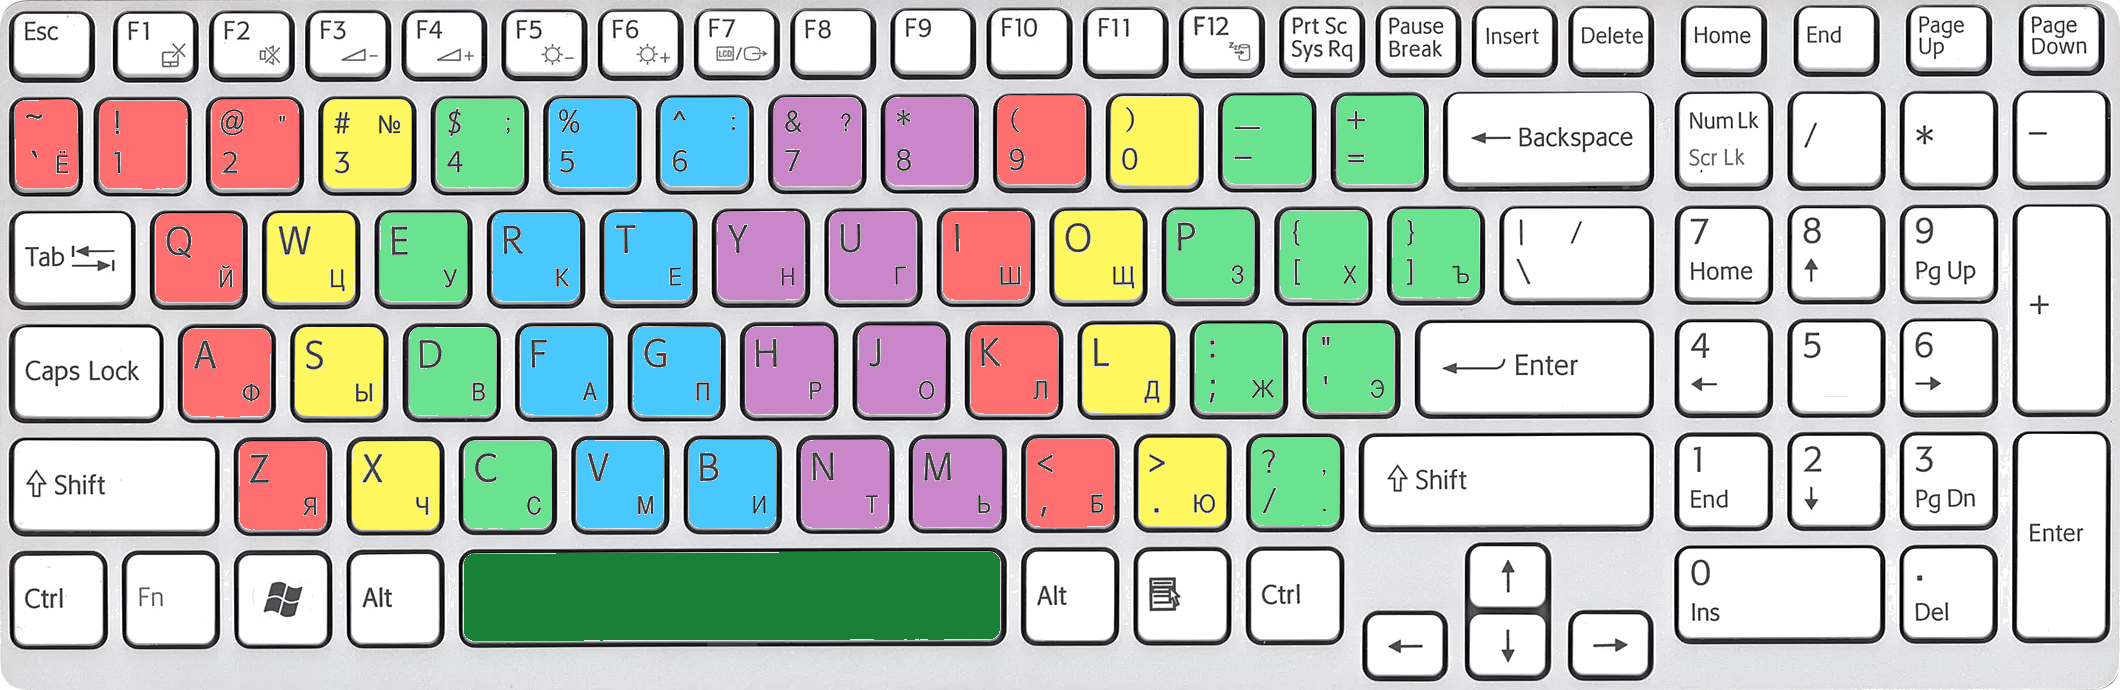 Esc F1 F2 F3 F4 F5 F6 F7 F8 F9 F10 F11 F12 Prt Sc Pause Insert Delete Home End Page Page
Sys Rq Break Up Down
LCD
~ ! @ " # № $ ; % ^ : & ? * ( ) _ + ← Backspace Num Lk / * −
` Ё 1 2 3 4 5 6 7 8 9 0 - = Scr Lk
Tab Q W E R T Y U I O P { } | / 7 8 9 +
Й Ц У К Е Н Г Ш Щ З [ Х ] Ъ \ Home ↑ Pg Up
Caps Lock A S D F G H J K L : " Enter 4 5 6
Ф Ы В А П Р О Л Д ; Ж ' Э ← →
⇧ Shift Z X C V B N M < > ? , ⇧ Shift 1 2 3 Enter
Я Ч С М И Т Ь , Б . Ю / . End ↓ Pg Dn
Ctrl Fn Alt Alt Ctrl ↑ 0 .
Ins Del
← ↓ →